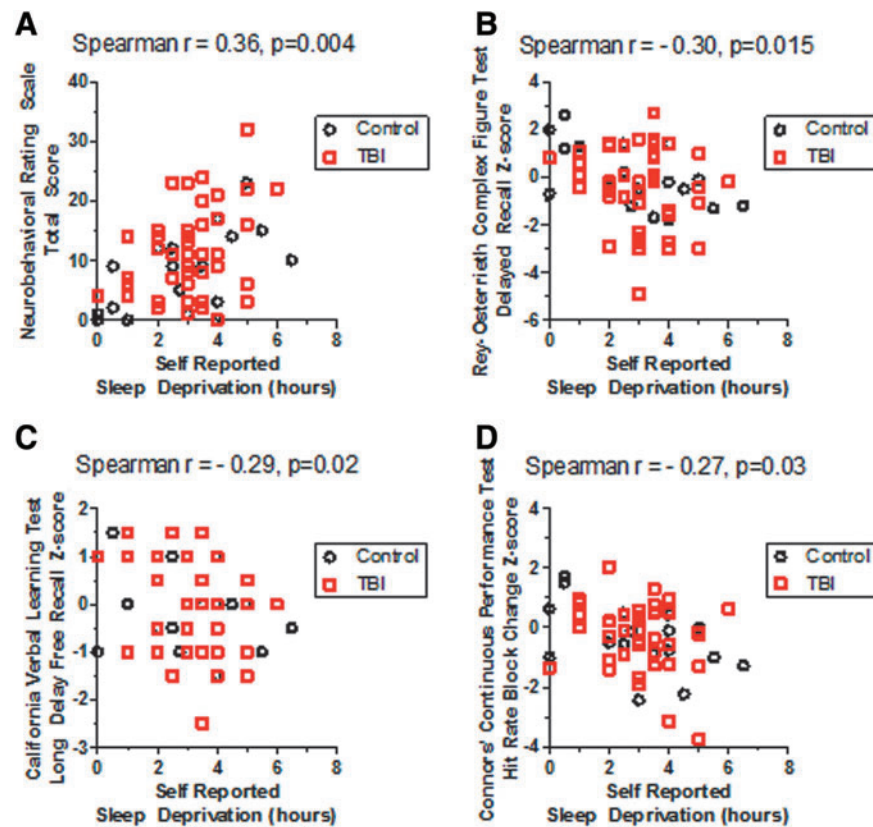 A
Spearman r = 0.36, p=0.004
Neurobehavioral Rating Scale
Total Score
40
30
20
10
0
0 2 4 6 8
Self Reported
Sleep Deprivation (hours)
Control
TBI
B
Spearman r = - 0.30, p=0.015
Rey-Osterrieth Complex Figure Test
Delayed Recall Z-score
4
2
0
-2
-4
-6
0 2 4 6 8
Self Reported
Sleep Deprivation (hours)
Control
TBI
C
Spearman r = - 0.29, p=0.02
California Verbal Learning Test
Long Delay Free Recall Z-score
2
1
0
-1
-2
-3
0 2 4 6 8
Self Reported
Sleep Deprivation (hours)
Control
TBI
D
Spearman r = - 0.27, p=0.03
Connors' Continuous Performance Test
Hit Rate Block Change Z-score
4
2
0
-2
-4
0 2 4 6 8
Self Reported
Sleep Deprivation (hours)
Control
TBI